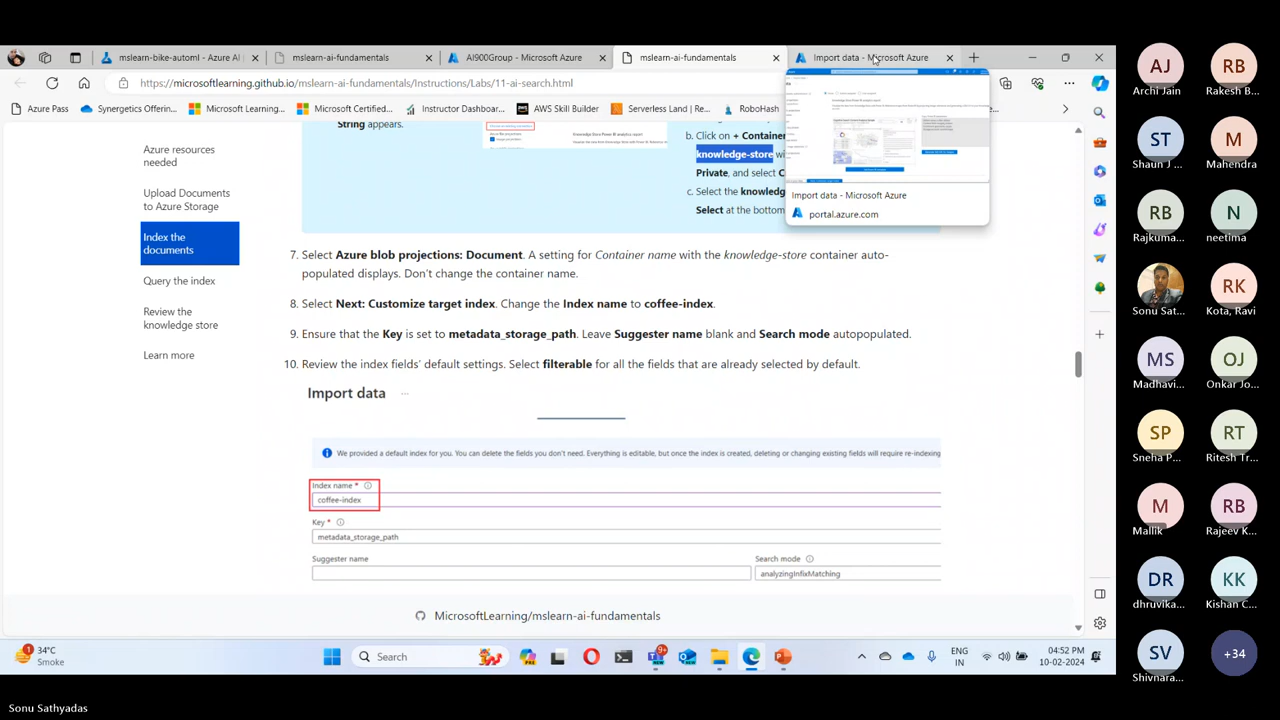 mslearn-bike-automl - Azure AI
mslearn-ai-fundamentals
AI900Group - Microsoft Azure
mslearn-ai-fundamentals
Import data - Microsoft Azure
https://microsoftlearning.github.io/mslearn-ai-fundamentals/Instructions/Labs/11-ai-search.html
Azure Pass
Opengenerics
Microsoft Learning...
Microsoft Certified...
Instructor Dashboar...
AWS Skill Builder
Serverless Land | Re...
RoboHash
Import data - Microsoft Azure
portal.azure.com
Azure resources
needed
Upload Documents
to Azure Storage
Index the
documents
Query the index
Review the
knowledge store
Learn more
String appears.
b. Click on + Contain
knowledge-store w
Private, and select C
c. Select the knowledg
Select at the bottom
7. Select Azure blob projections: Document. A setting for Container name with the knowledge-store container auto-
populated displays. Don't change the container name.
8. Select Next: Customize target index. Change the Index name to coffee-index.
9. Ensure that the Key is set to metadata_storage_path. Leave Suggester name blank and Search mode autopopulated.
10. Review the index fields' default settings. Select filterable for all the fields that are already selected by default.
Import data ...
We provided a default index for you. You can delete the fields you don't need. Everything is editable, but once the index is created, deleting or changing existing fields will require re-indexing
Index name *
coffee-index
Key *
metadata_storage_path
Suggester name
Search mode
analyzingInfixMatching
MicrosoftLearning/mslearn-ai-fundamentals
1
34°C
Smoke
Search
9+
ENG
IN
04:52 PM
10-02-2024
Sonu Sathyadas
AJ
Archi Jain
RB
Rakesh B...
ST
Shaun J ...
M
Mahendra
RB
Rajkuma...
N
neetima
Sonu Sat...
RK
Kota, Ravi
MS
Madhavi...
OJ
Onkar Jo...
SP
Sneha P...
RT
Ritesh Tr...
M
Mallik
RB
Rajeev K...
DR
dhruvika...
KK
Kishan C...
SV
Shivnara...
+34